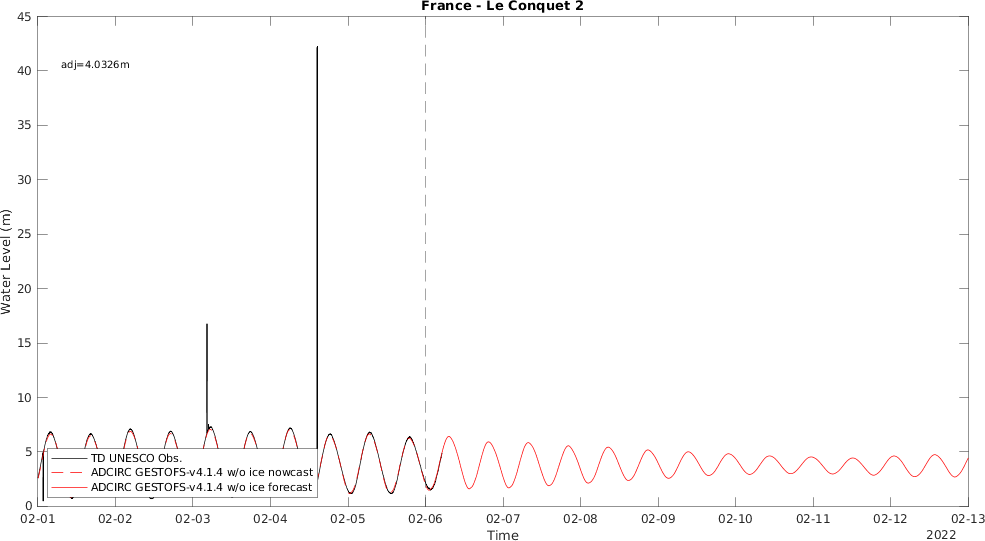 France - Le Conquet 2
45
40
35
30
25
20
15
10
5
0
Water Level (m)
adj=4.0326m
TD UNESCO Obs.
ADCIRC GESTOFS-v4.1.4 w/o ice nowcast
ADCIRC GESTOFS-v4.1.4 w/o ice forecast
02-01 02-02 02-03 02-04 02-05 02-06 02-07 02-08 02-09 02-10 02-11 02-12 02-13
Time
2022